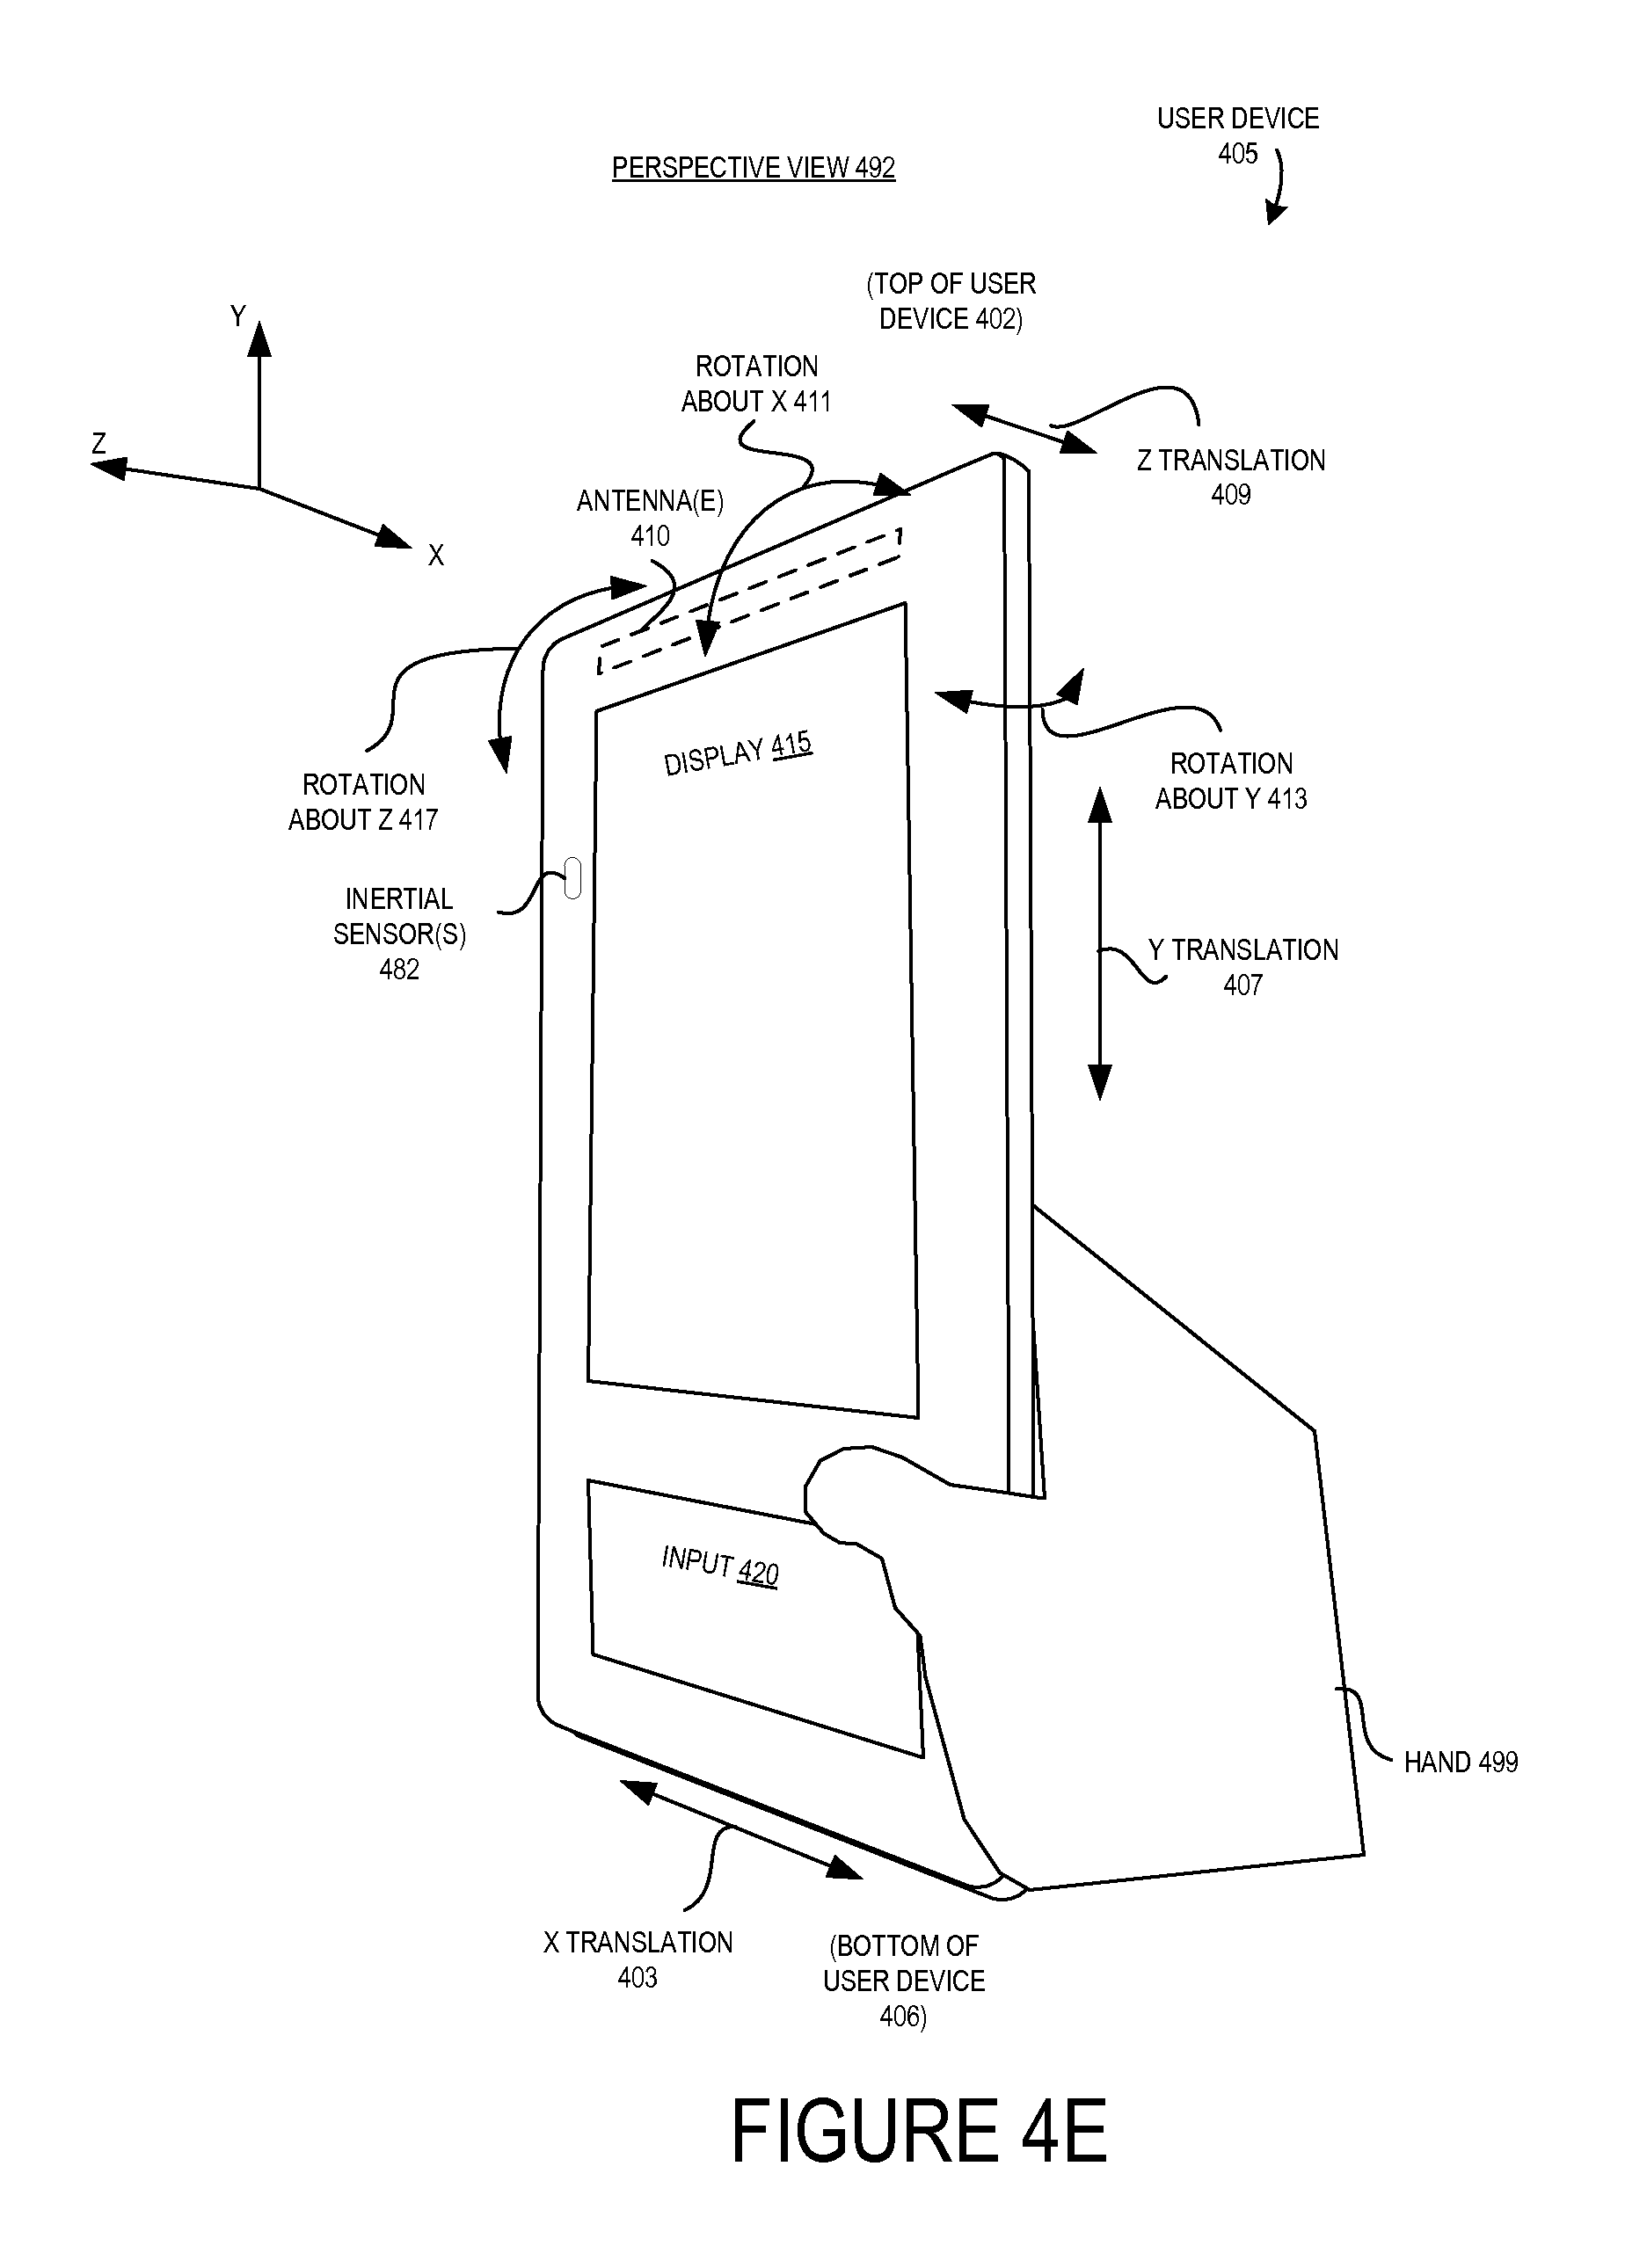 USER DEVICE
405
PERSPECTIVE VIEW 492
(TOP OF USER
DEVICE 402)
Y
ROTATION
ABOUT X 411
Z
Z TRANSLATION
409
ANTENNA(E)
410
X
DISPLAY 415
ROTATION
ABOUT Y 413
ROTATION
ABOUT Z 417
INERTIAL
SENSOR(S)
482
Y TRANSLATION
407
INPUT 420
HAND 499
X TRANSLATION
403
(BOTTOM OF
USER DEVICE
406)
FIGURE 4E